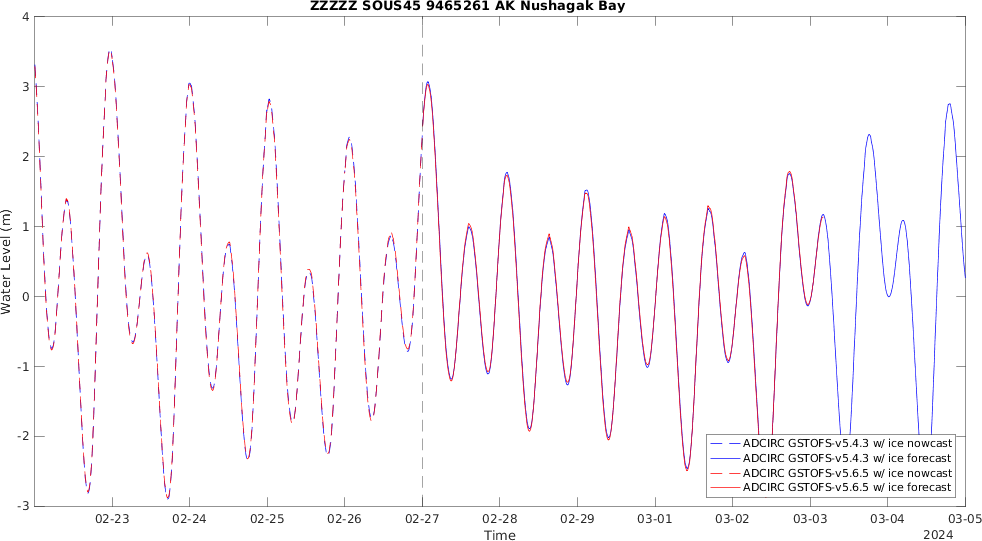 ZZZZZ SOUS45 9465261 AK Nushagak Bay
4
3
2
1
0
-1
-2
-3
Water Level (m)
ADCIRC GSTOFS-v5.4.3 w/ ice nowcast
ADCIRC GSTOFS-v5.4.3 w/ ice forecast
ADCIRC GSTOFS-v5.6.5 w/ ice nowcast
ADCIRC GSTOFS-v5.6.5 w/ ice forecast
02-23 02-24 02-25 02-26 02-27 02-28 02-29 03-01 03-02 03-03 03-04 03-05
Time
2024